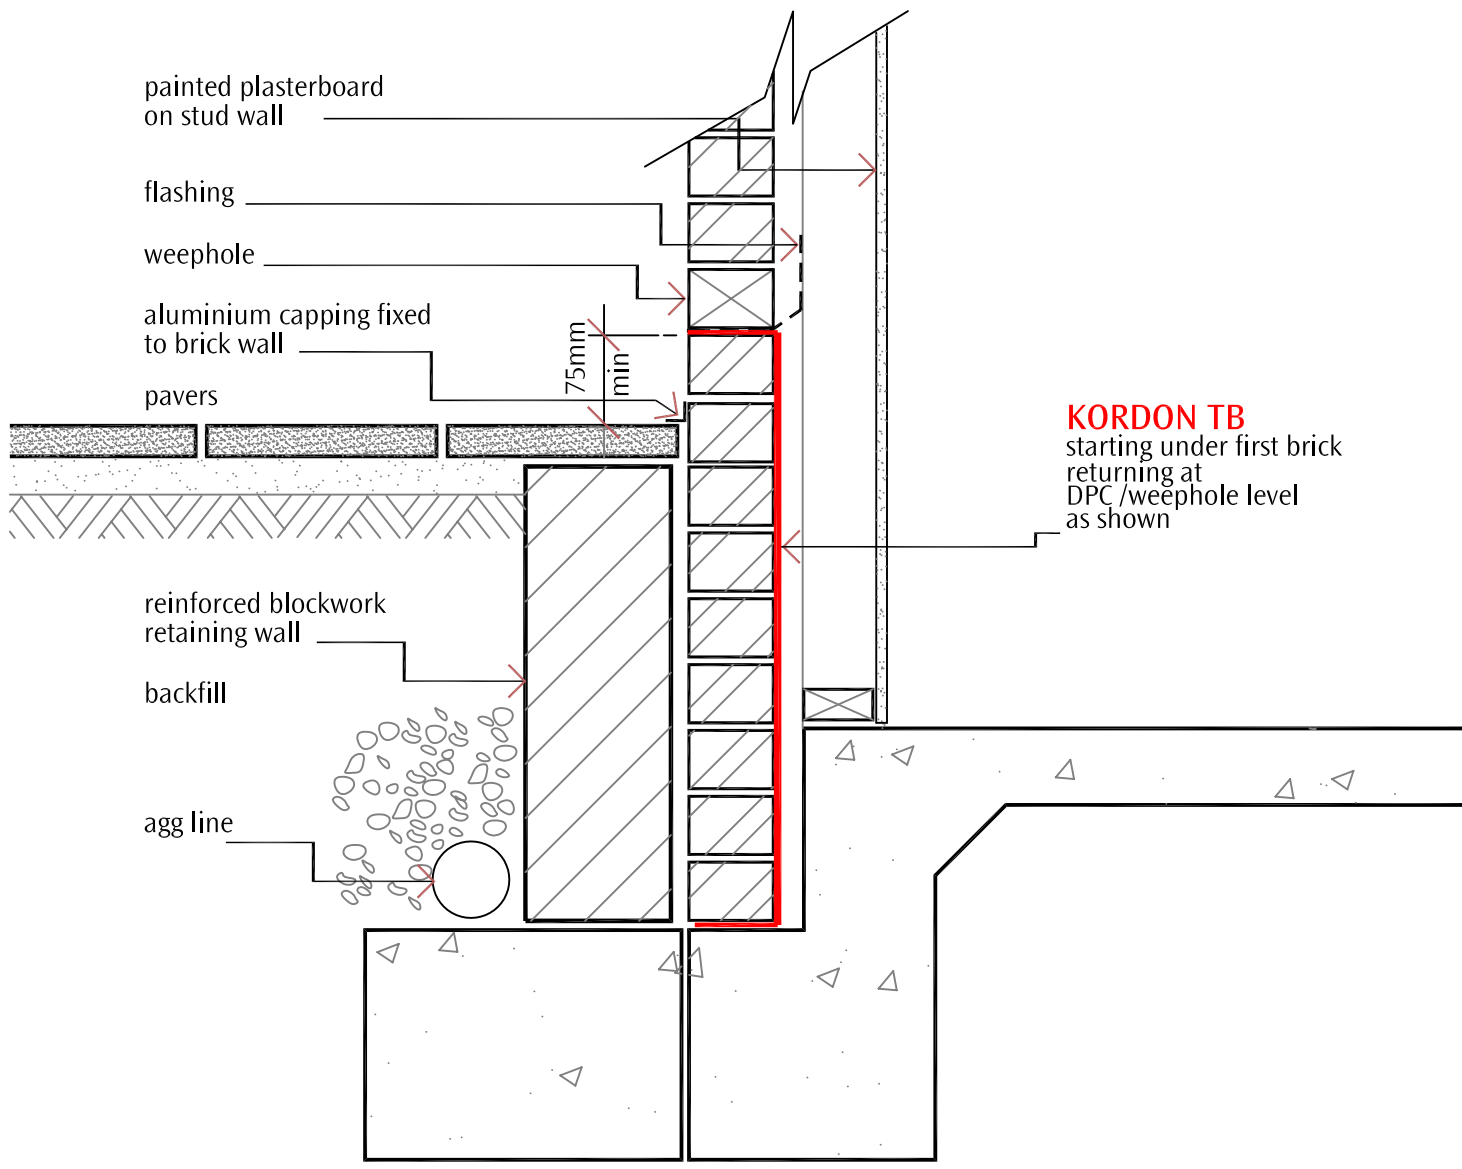 painted plasterboard
on stud wall
flashing
weephole
aluminium capping fixed
to brick wall
75mm
min
pavers
KORDON TB
starting under first brick
returning at
DPC /weephole level
as shown
reinforced blockwork
retaining wall
backfill
agg line